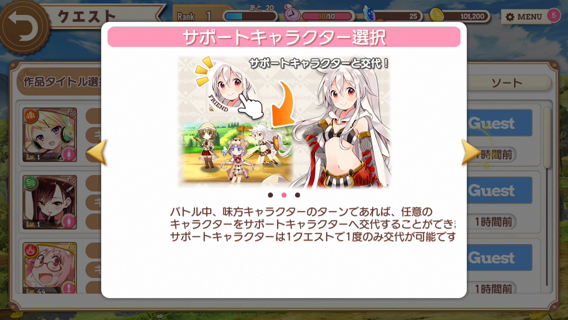 クエスト
Rank 1
あと 20
/10
25
101,200
MENU 5
サポートキャラクター選択
サポートキャラクターと交代！
FRIEND
作品タイトル選
ソート
Guest
1時間前
Guest
1時間前
Guest
1時間前
バトル中、味方キャラクターのターンであれば、任意の
キャラクターをサポートキャラクターへ交代することができ
サポートキャラクターは1クエストで1度のみ交代が可能です